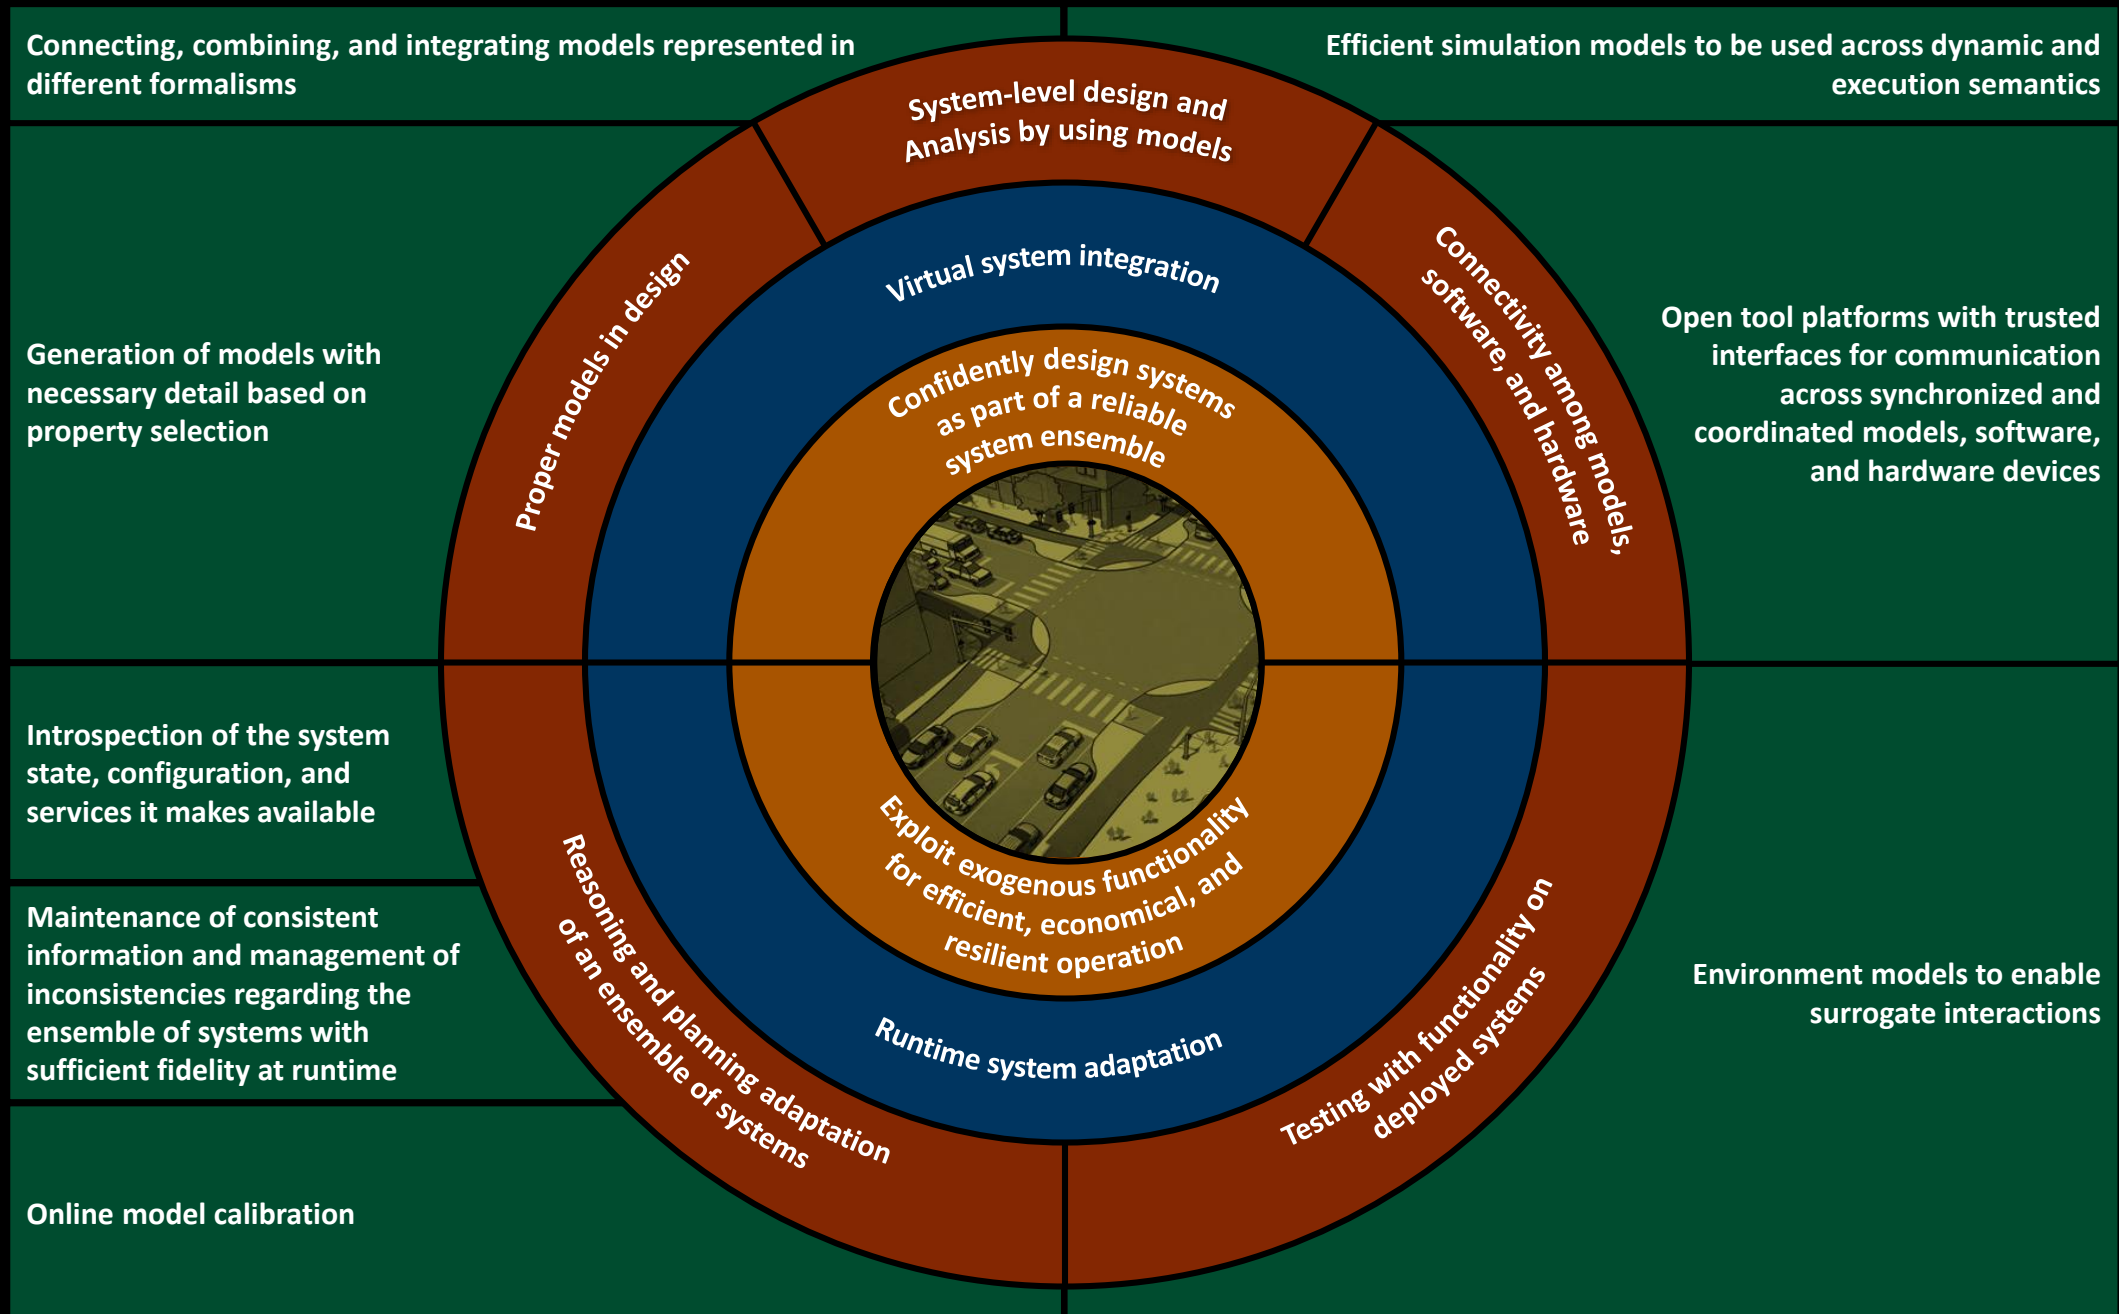 Connecting, combining, and integrating models represented in
different formalisms
Efficient simulation models to be used across dynamic and
execution semantics
System-level design and
Analysis by using models
Generation of models with
necessary detail based on
property selection
Proper models in design
Virtual system integration
Connectivity among models,
software, and hardware
Open tool platforms with trusted
interfaces for communication
across synchronized and
coordinated models, software,
and hardware devices
Confidently design systems
as part of a reliable
system ensemble
Introspection of the system
state, configuration, and
services it makes available
Exploit exogenous functionality
for efficient, economical, and
resilient operation
Maintenance of consistent
information and management of
inconsistencies regarding the
ensemble of systems with
sufficient fidelity at runtime
Reasoning and planning adaptation
of an ensemble of systems
Runtime system adaptation
Testing with functionality on
deployed systems
Environment models to enable
surrogate interactions
Online model calibration